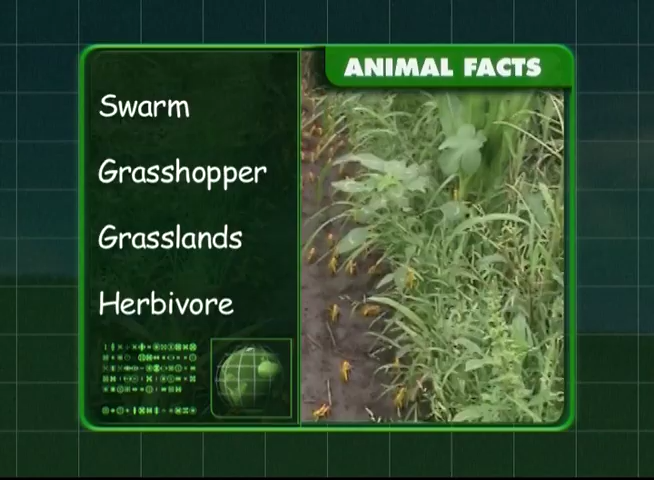 ANIMAL FACTS
Swarm
Grasshopper
Grasslands
Herbivore